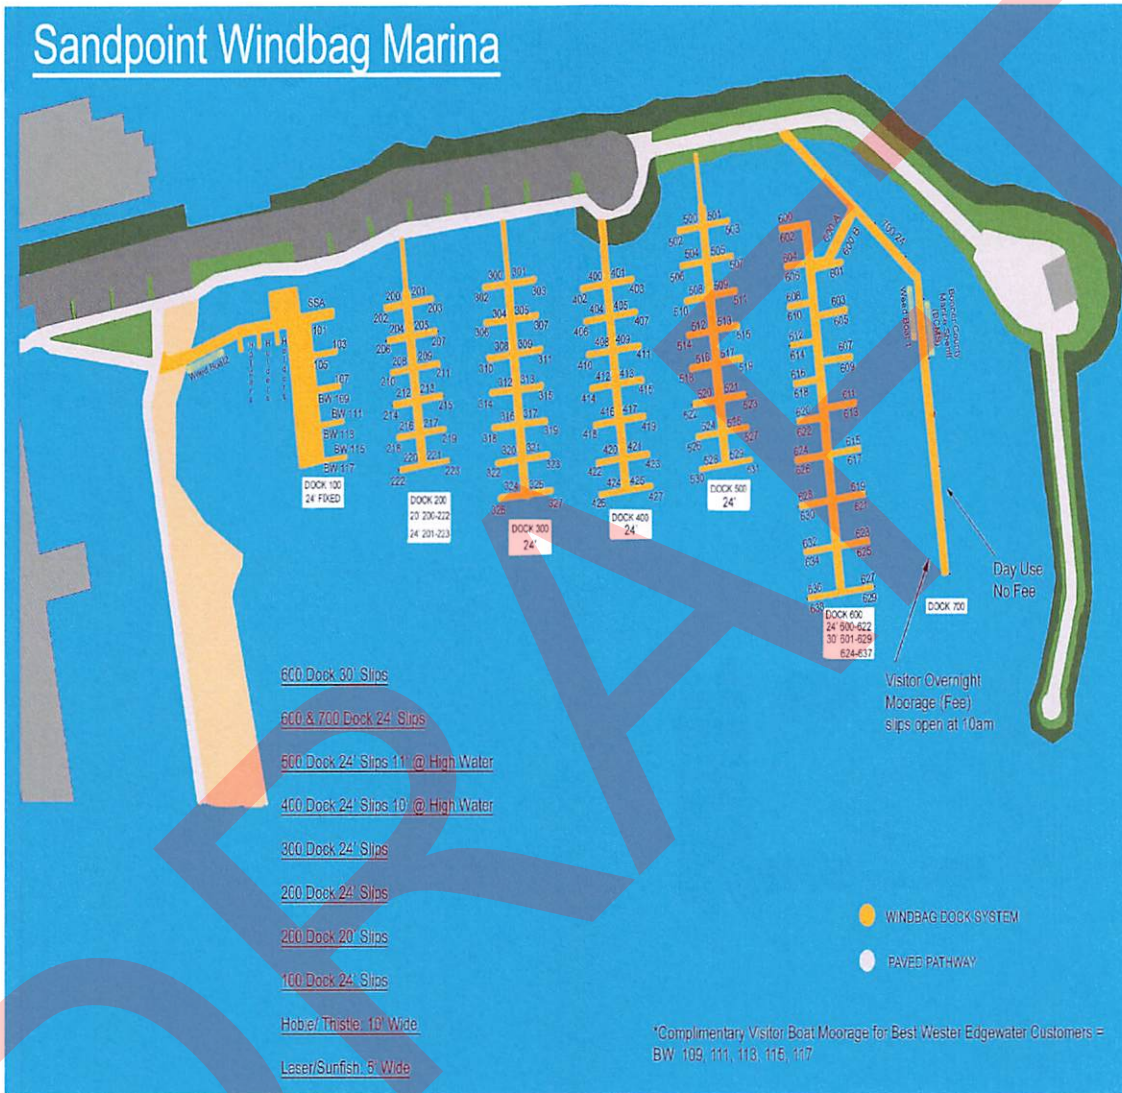 Sandpoint Windbag Marina
SSA
101
103
105
107
BW 109
BW 111
BW 113
BW 115
BW 117
DOCK 100
24' FIXED
200 201
202 203
204 205
206 207
208 209
210 211
212 213
214 215
216 217
218 219
220 221
222 223
DOCK 200
20' 200-222
24' 201-223
300 301
302 303
304 305
306 307
308 309
310 311
312 313
314 315
316 317
318 319
320 321
322 323
324 325
326 327
DOCK 300
24'
400 401
402 403
404 405
406 407
408 409
410 411
412 413
414 415
416 417
418 419
420 421
422 423
424 425
427
DOCK 400
24'
500 501
502 503
504 505
506 507
508 509
510 511
512 513
514 515
516 517
518 519
520 521
522 523
524 525
526 527
528 529
530 531
DOCK 500
24'
600
602
604
606
601
608 603
610 605
612 607
614 609
616
618
620 611
622 613
624 615
626 617
628 619
630 621
632 623
634 625
636 627
629
DOCK 600
24' 600-622
30' 601-629
624-637
600 A
600 B
DOCK 700
Day Use
No Fee
Visitor Overnight
Moorage (Fee)
slips open at 10am
600 Dock 30' Slips
600 & 700 Dock 24' Slips
500 Dock 24' Slips 11' @ High Water
400 Dock 24' Slips 10' @ High Water
300 Dock 24' Slips
200 Dock 24' Slips
200 Dock 20' Slips
100 Dock 24' Slips
Hobie/ Thistle: 10' Wide
Laser/Sunfish: 5' Wide
WINDBAG DOCK SYSTEM
PAVED PATHWAY
*Complimentary Visitor Boat Moorage for Best Wester Edgewater Customers =
BW 109, 111, 113, 115, 117
DRAFT